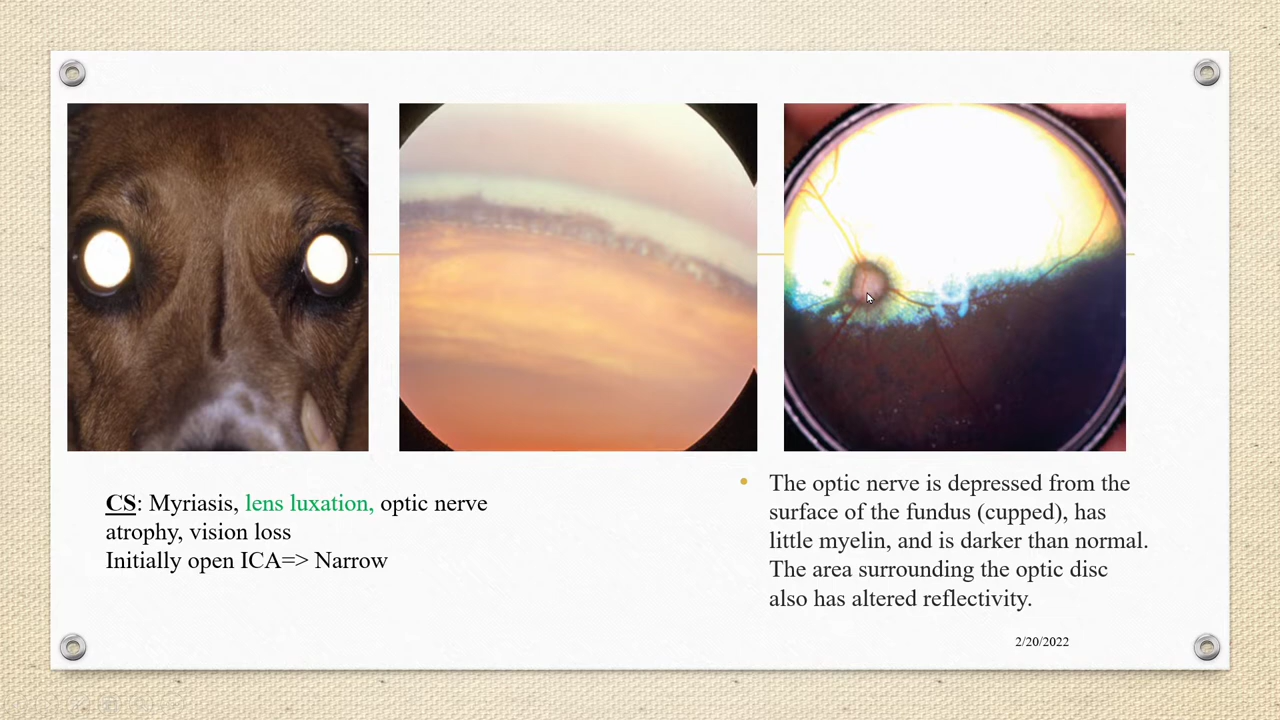 CS: Myriasis, lens luxation, optic nerve
atrophy, vision loss
Initially open ICA=> Narrow
The optic nerve is depressed from the
surface of the fundus (cupped), has
little myelin, and is darker than normal.
The area surrounding the optic disc
also has altered reflectivity.
2/20/2022